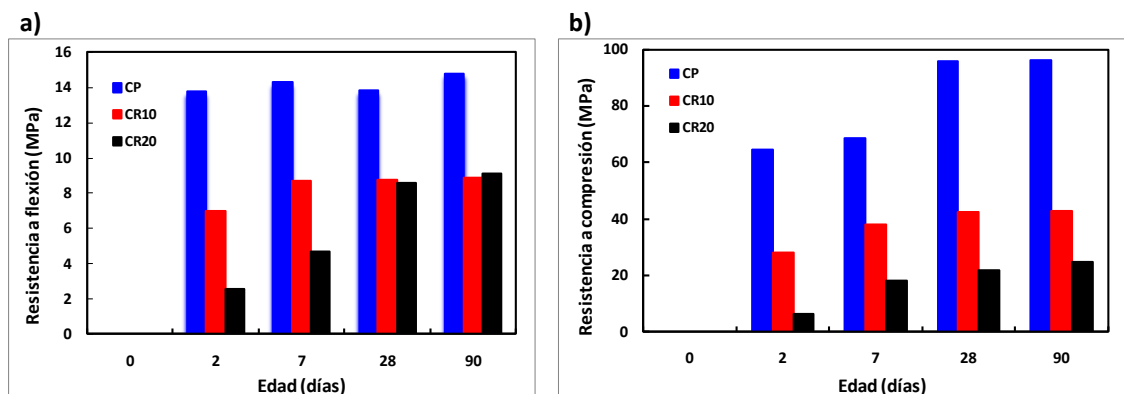 a)
Resistencia a flexión (MPa)
16
14
12
10
8
6
4
2
0
CP
CR10
CR20
0 2 7 28 90
Edad (días)
b)
Resistencia a compresión (MPa)
100
80
60
40
20
0
CP
CR10
CR20
0 2 7 28 90
Edad (días)